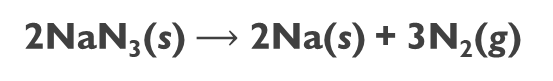 2NaN₃(s) ⟶ 2Na(s) + 3N₂(g)